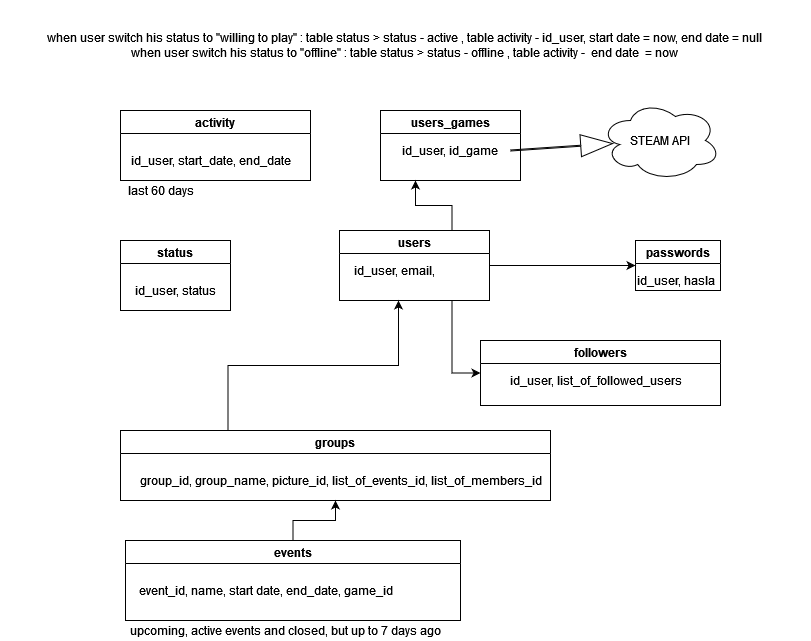 when user switch his status to "willing to play" : table status > status - active , table activity - id_user, start date = now, end date = null
when user switch his status to "offline" : table status > status - offline , table activity - end date = now
activity
id_user, start_date, end_date
last 60 days
users_games
id_user, id_game
STEAM API
status
id_user, status
users
id_user, email,
passwords
id_user, hasla
followers
id_user, list_of_followed_users
groups
group_id, group_name, picture_id, list_of_events_id, list_of_members_id
events
event_id, name, start date, end_date, game_id
upcoming, active events and closed, but up to 7 days ago